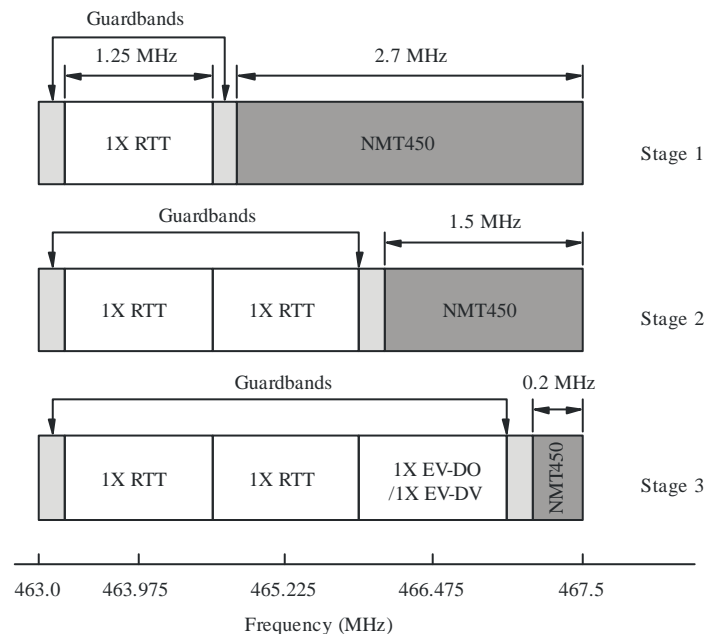 Guardbands
1.25 MHz
2.7 MHz
1X RTT
NMT450
Stage 1
Guardbands
1.5 MHz
1X RTT
1X RTT
NMT450
Stage 2
Guardbands
0.2 MHz
1X RTT
1X RTT
1X EV-DO
/1X EV-DV
NMT450
Stage 3
463.0
463.975
465.225
466.475
467.5
Frequency (MHz)